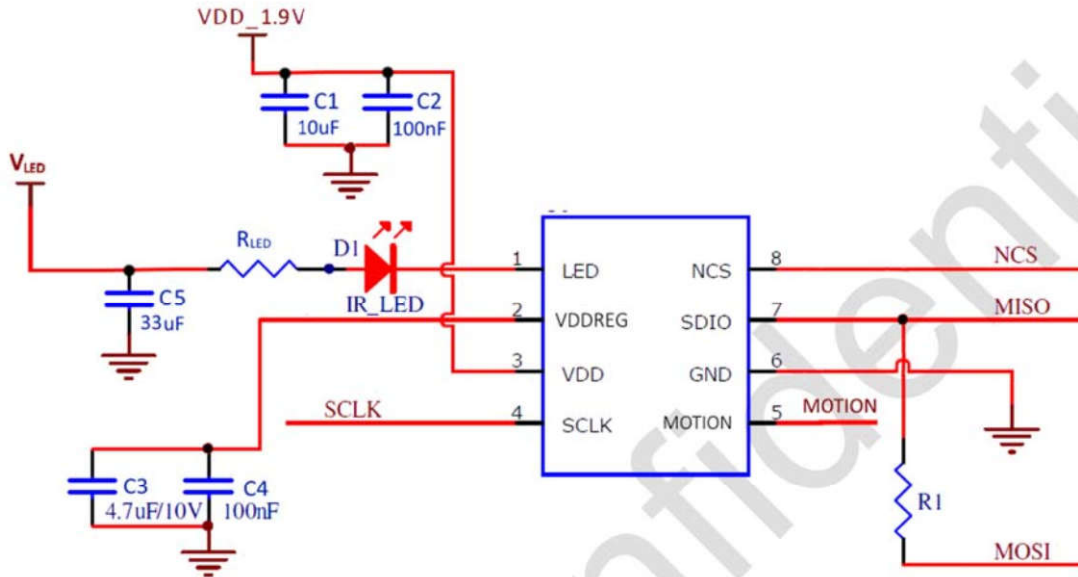 VDD_1.9V
C1
10uF
C2
100nF
VLED
RLED
D1
IR_LED
C5
33uF
1
LED
2
VDDREG
3
VDD
4
SCLK
SCLK
NCS
8
NCS
SDIO
7
MISO
GND
6
MOTION
5
MOTION
C3
4.7uF/10V
C4
100nF
R1
MOSI
nfidenti